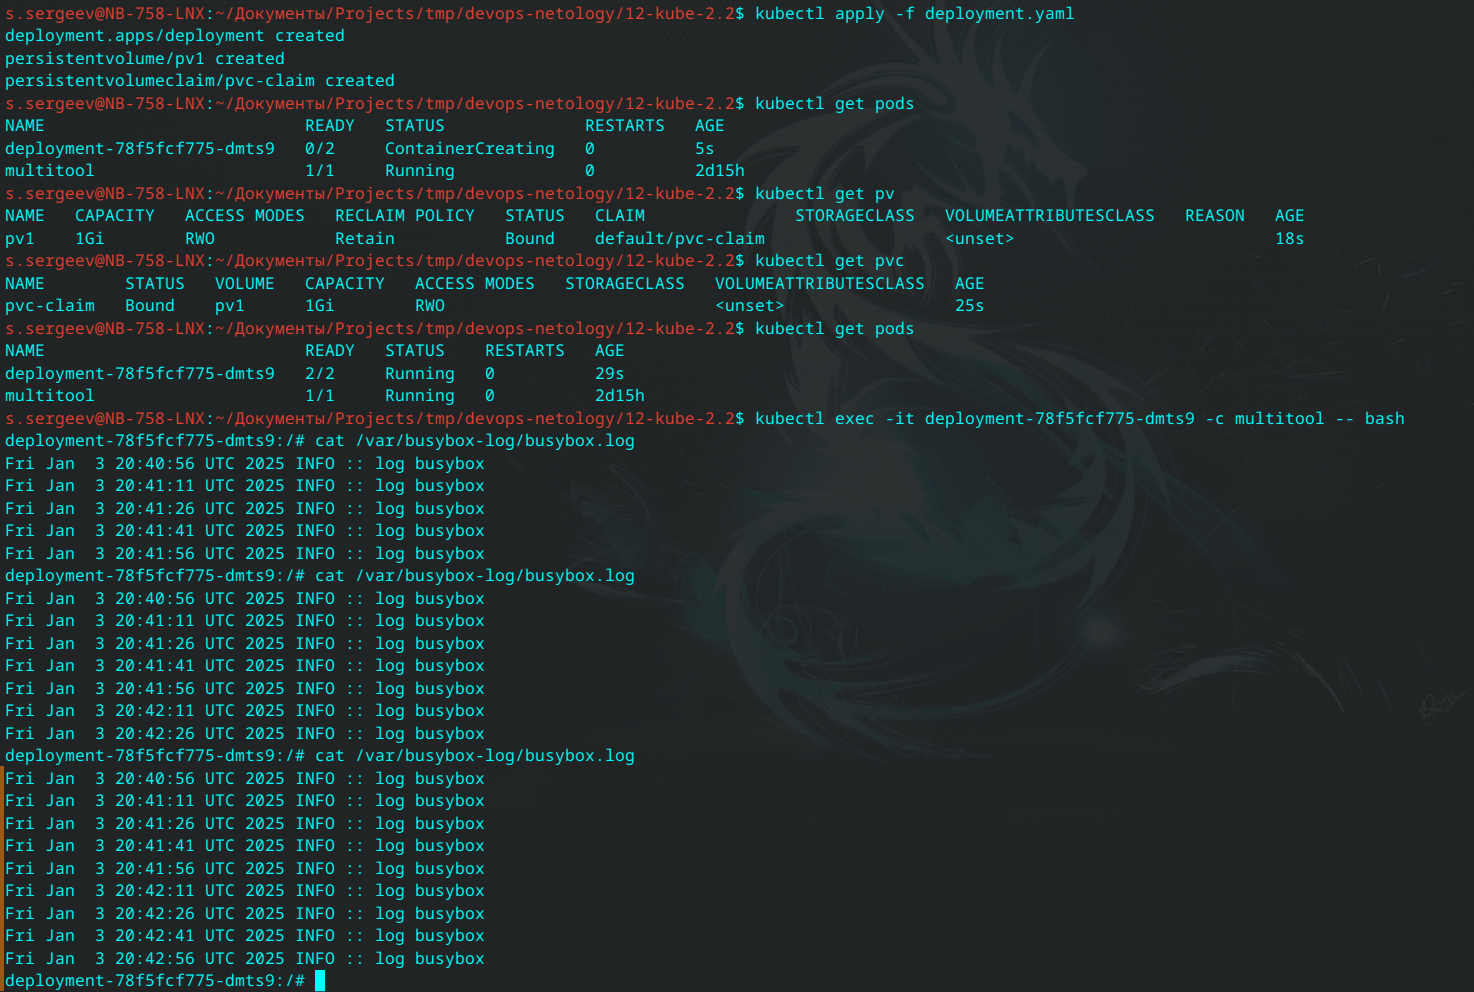 s.sergeev@NB-758-LNX:~/Документы/Projects/tmp/devops-netology/12-kube-2.2$ kubectl apply -f deployment.yaml
deployment.apps/deployment created
persistentvolume/pv1 created
persistentvolumeclaim/pvc-claim created
s.sergeev@NB-758-LNX:~/Документы/Projects/tmp/devops-netology/12-kube-2.2$ kubectl get pods
NAME                          READY   STATUS              RESTARTS   AGE
deployment-78f5fcf775-dmts9   0/2     ContainerCreating   0          5s
multitool                     1/1     Running             0          2d15h
s.sergeev@NB-758-LNX:~/Документы/Projects/tmp/devops-netology/12-kube-2.2$ kubectl get pv
NAME   CAPACITY   ACCESS MODES   RECLAIM POLICY   STATUS   CLAIM               STORAGECLASS   VOLUMEATTRIBUTESCLASS   REASON   AGE
pv1    1Gi        RWO            Retain           Bound    default/pvc-claim                  <unset>                          18s
s.sergeev@NB-758-LNX:~/Документы/Projects/tmp/devops-netology/12-kube-2.2$ kubectl get pvc
NAME        STATUS   VOLUME   CAPACITY   ACCESS MODES   STORAGECLASS   VOLUMEATTRIBUTESCLASS   AGE
pvc-claim   Bound    pv1      1Gi        RWO                           <unset>                 25s
s.sergeev@NB-758-LNX:~/Документы/Projects/tmp/devops-netology/12-kube-2.2$ kubectl get pods
NAME                          READY   STATUS    RESTARTS   AGE
deployment-78f5fcf775-dmts9   2/2     Running   0          29s
multitool                     1/1     Running   0          2d15h
s.sergeev@NB-758-LNX:~/Документы/Projects/tmp/devops-netology/12-kube-2.2$ kubectl exec -it deployment-78f5fcf775-dmts9 -c multitool -- bash
deployment-78f5fcf775-dmts9:/# cat /var/busybox-log/busybox.log
Fri Jan  3 20:40:56 UTC 2025 INFO :: log busybox
Fri Jan  3 20:41:11 UTC 2025 INFO :: log busybox
Fri Jan  3 20:41:26 UTC 2025 INFO :: log busybox
Fri Jan  3 20:41:41 UTC 2025 INFO :: log busybox
Fri Jan  3 20:41:56 UTC 2025 INFO :: log busybox
deployment-78f5fcf775-dmts9:/# cat /var/busybox-log/busybox.log
Fri Jan  3 20:40:56 UTC 2025 INFO :: log busybox
Fri Jan  3 20:41:11 UTC 2025 INFO :: log busybox
Fri Jan  3 20:41:26 UTC 2025 INFO :: log busybox
Fri Jan  3 20:41:41 UTC 2025 INFO :: log busybox
Fri Jan  3 20:41:56 UTC 2025 INFO :: log busybox
Fri Jan  3 20:42:11 UTC 2025 INFO :: log busybox
Fri Jan  3 20:42:26 UTC 2025 INFO :: log busybox
deployment-78f5fcf775-dmts9:/# cat /var/busybox-log/busybox.log
Fri Jan  3 20:40:56 UTC 2025 INFO :: log busybox
Fri Jan  3 20:41:11 UTC 2025 INFO :: log busybox
Fri Jan  3 20:41:26 UTC 2025 INFO :: log busybox
Fri Jan  3 20:41:41 UTC 2025 INFO :: log busybox
Fri Jan  3 20:41:56 UTC 2025 INFO :: log busybox
Fri Jan  3 20:42:11 UTC 2025 INFO :: log busybox
Fri Jan  3 20:42:26 UTC 2025 INFO :: log busybox
Fri Jan  3 20:42:41 UTC 2025 INFO :: log busybox
Fri Jan  3 20:42:56 UTC 2025 INFO :: log busybox
deployment-78f5fcf775-dmts9:/#